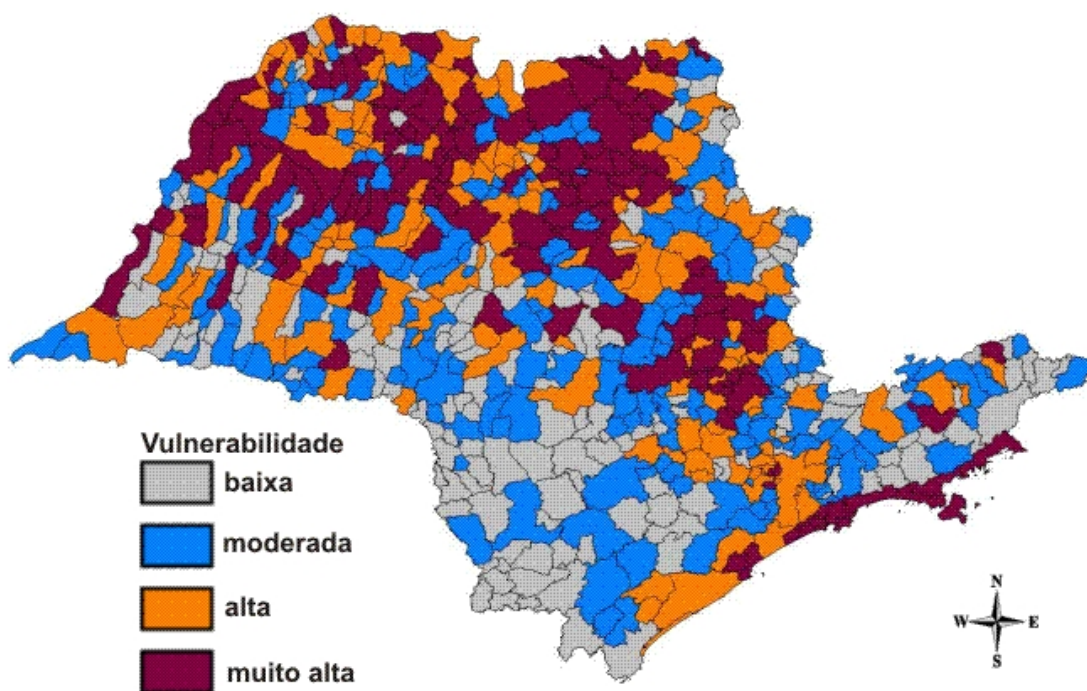 Vulnerabilidade
baixa
moderada
alta
muito alta
N
W E
S